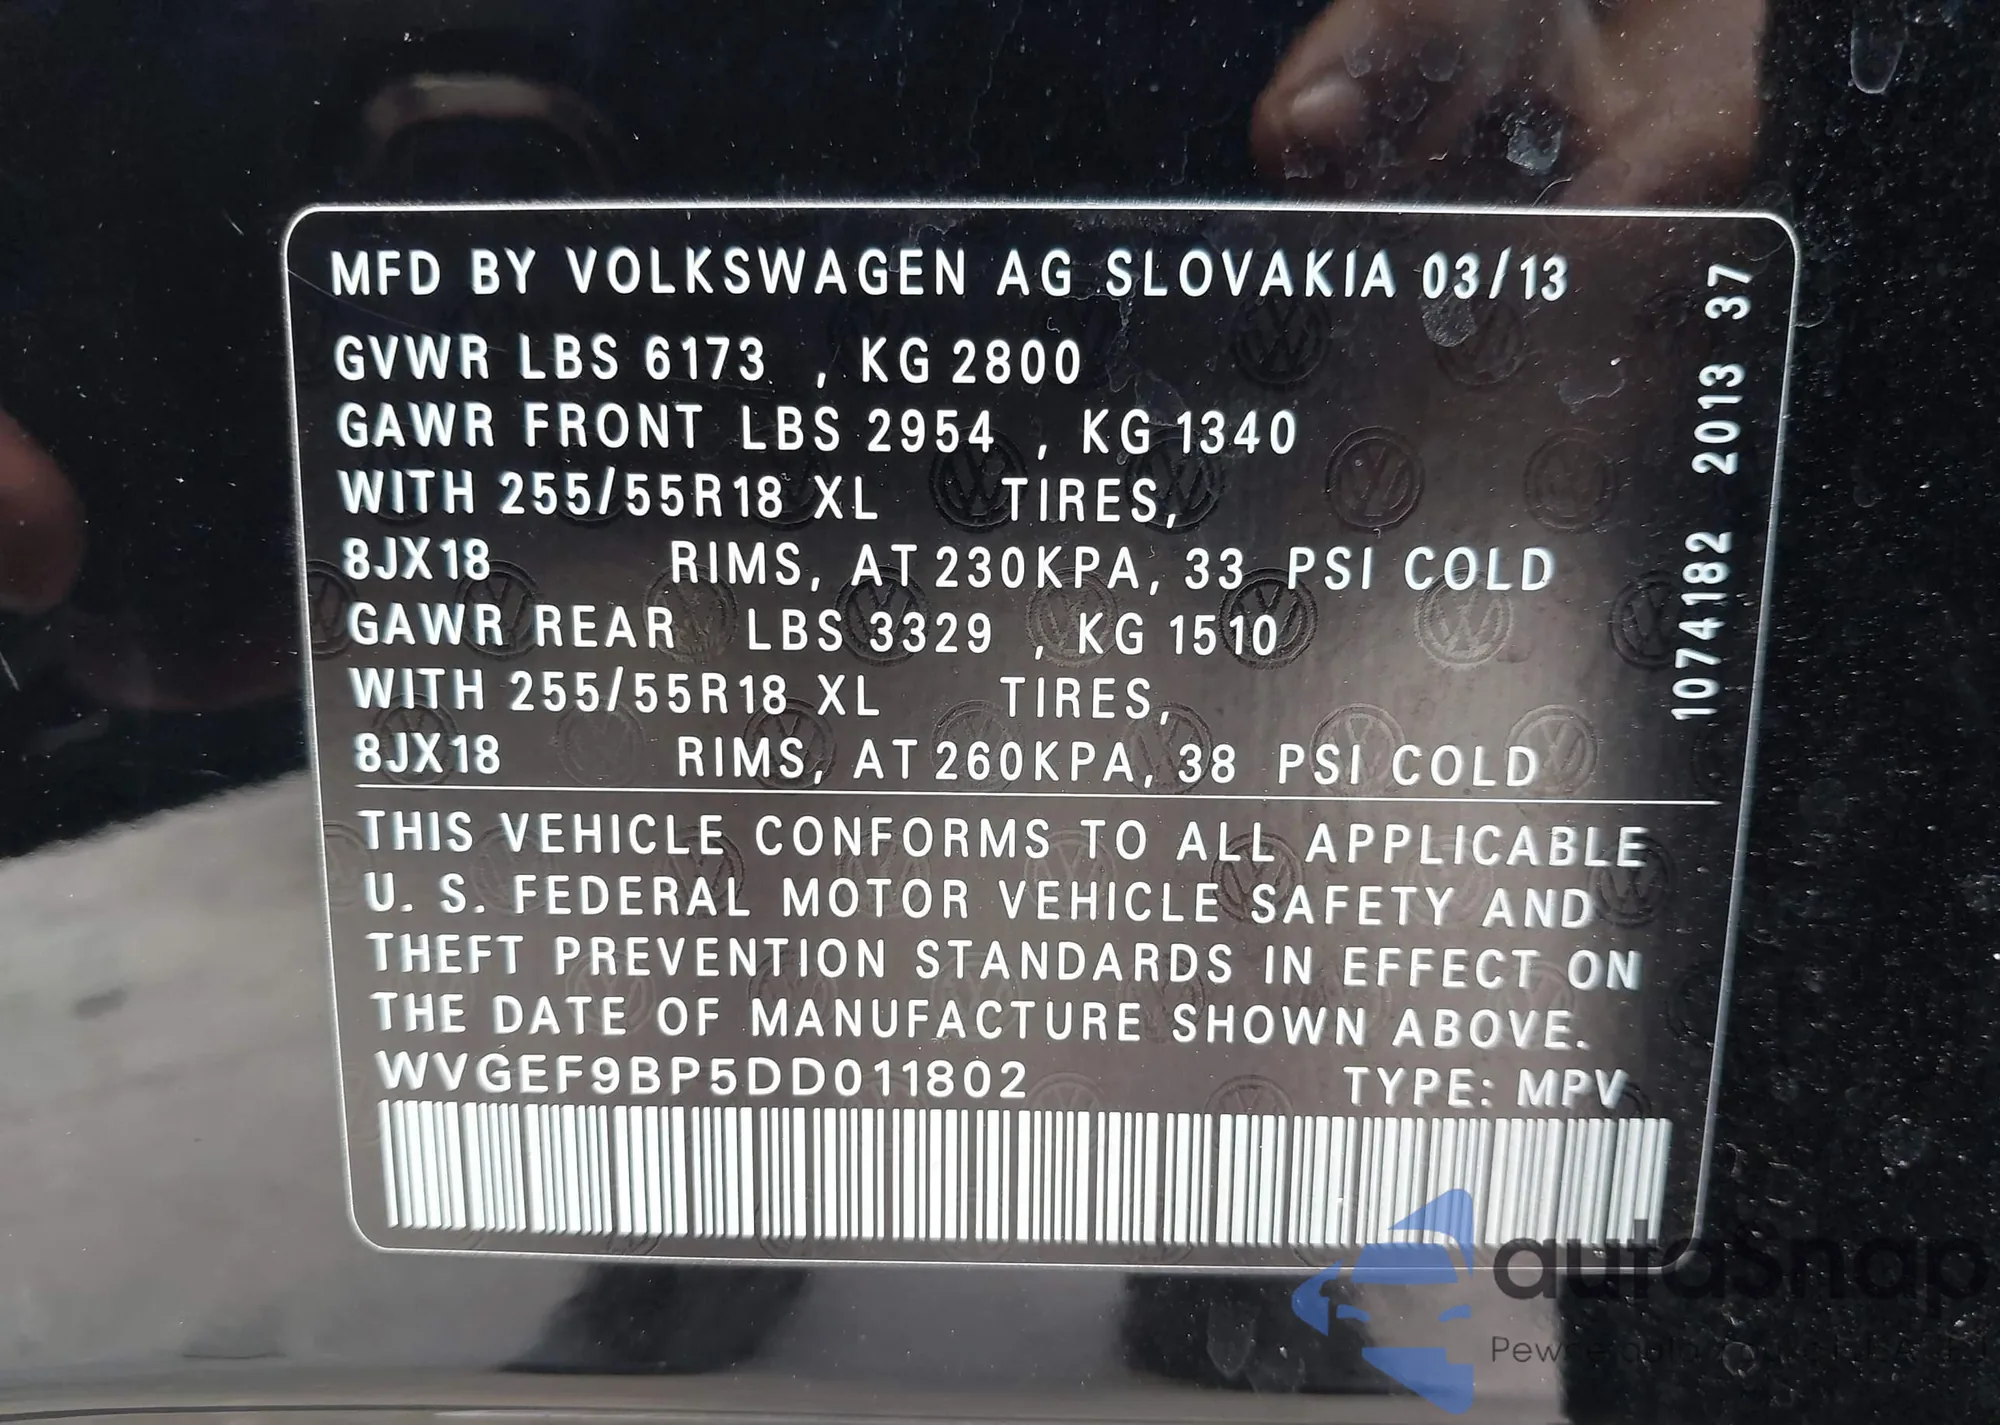 MFD BY VOLKSWAGEN AG SLOVAKIA 03/13
GVWR LBS 6173 , KG 2800
GAWR FRONT LBS 2954 , KG 1340
WITH 255/55R18 XL TIRES,
8JX18 RIMS, AT 230KPA, 33 PSI COLD
GAWR REAR LBS 3329 , KG 1510
WITH 255/55R18 XL TIRES,
8JX18 RIMS, AT 260KPA, 38 PSI COLD
THIS VEHICLE CONFORMS TO ALL APPLICABLE
U. S. FEDERAL MOTOR VEHICLE SAFETY AND
THEFT PREVENTION STANDARDS IN EFFECT ON
THE DATE OF MANUFACTURE SHOWN ABOVE.
WVGEF9BP5DD011802 TYPE: MPV
1074182 2013 37
autosnap